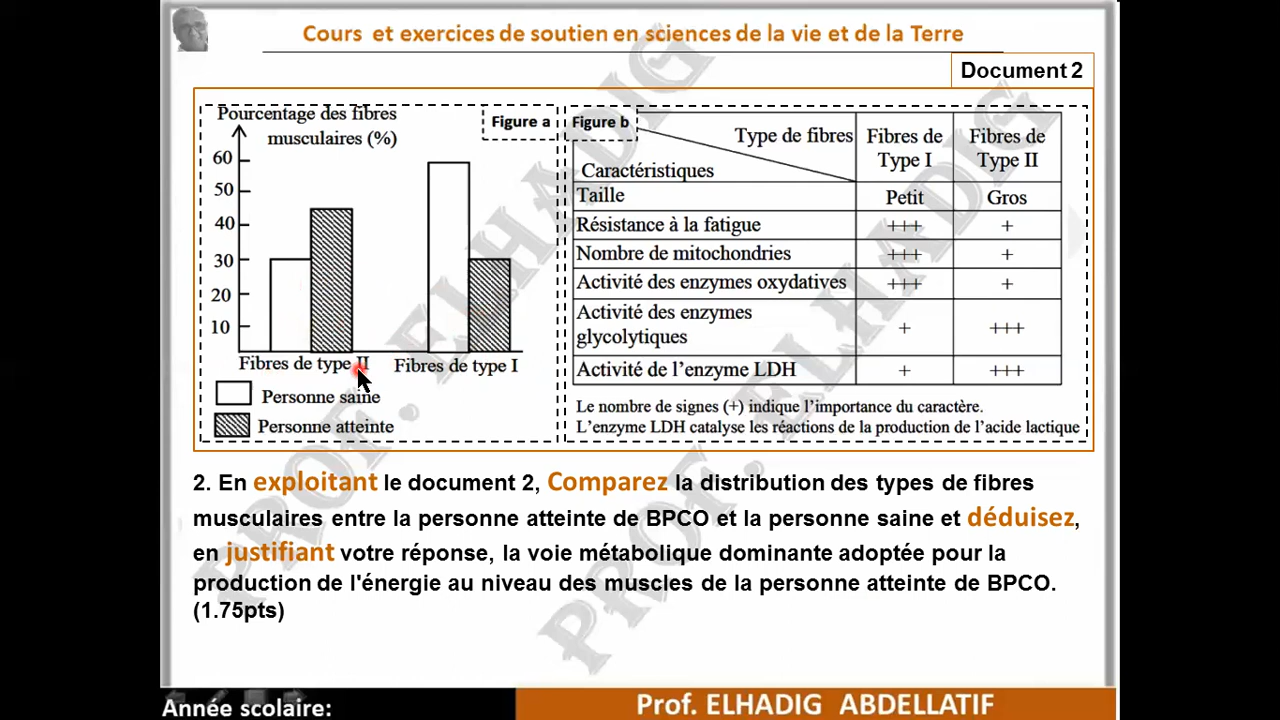 Cours et exercices de soutien en sciences de la vie et de la Terre
Document 2
Pourcentage des fibres
musculaires (%)
Figure a
60
50
40
30
20
10
Fibres de type II
Fibres de type I
Personne saine
Personne atteinte
Figure b
Type de fibres
Caractéristiques
Fibres de
Type I
Fibres de
Type II
Taille Petit Gros
Résistance à la fatigue +++ +
Nombre de mitochondries +++ +
Activité des enzymes oxydatives +++ +
Activité des enzymes
glycolytiques + +++
Activité de l'enzyme LDH + +++
Le nombre de signes (+) indique l'importance du caractère.
L'enzyme LDH catalyse les réactions de la production de l'acide lactique
2. En exploitant le document 2, Comparez la distribution des types de fibres
musculaires entre la personne atteinte de BPCO et la personne saine et déduisez,
en justifiant votre réponse, la voie métabolique dominante adoptée pour la
production de l'énergie au niveau des muscles de la personne atteinte de BPCO.
(1.75pts)
PROF. ELHADIG
PROF. ELHADIG
Année scolaire:
Prof. ELHADIG ABDELLATIF